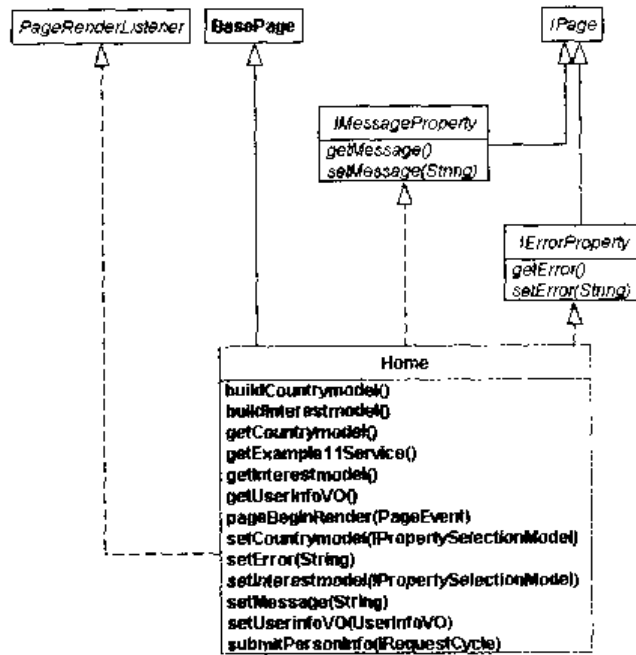 PageRenderListener
BasePage
IPage
IMessageProperty
getMessage()
setMessage(String)
IErrorProperty
getError()
setError(String)
Home
buildCountrymodel()
buildInterestmodel()
getCountrymodel()
getExample11Service()
getInterestmodel()
getUserInfoVO()
pageBeginRender(PageEvent)
setCountrymodel(IPropertySelectionModel)
setError(String)
setInterestmodel(IPropertySelectionModel)
setMessage(String)
setUserinfoVO(UserInfoVO)
submitPersonInfo(IRequestCycle)